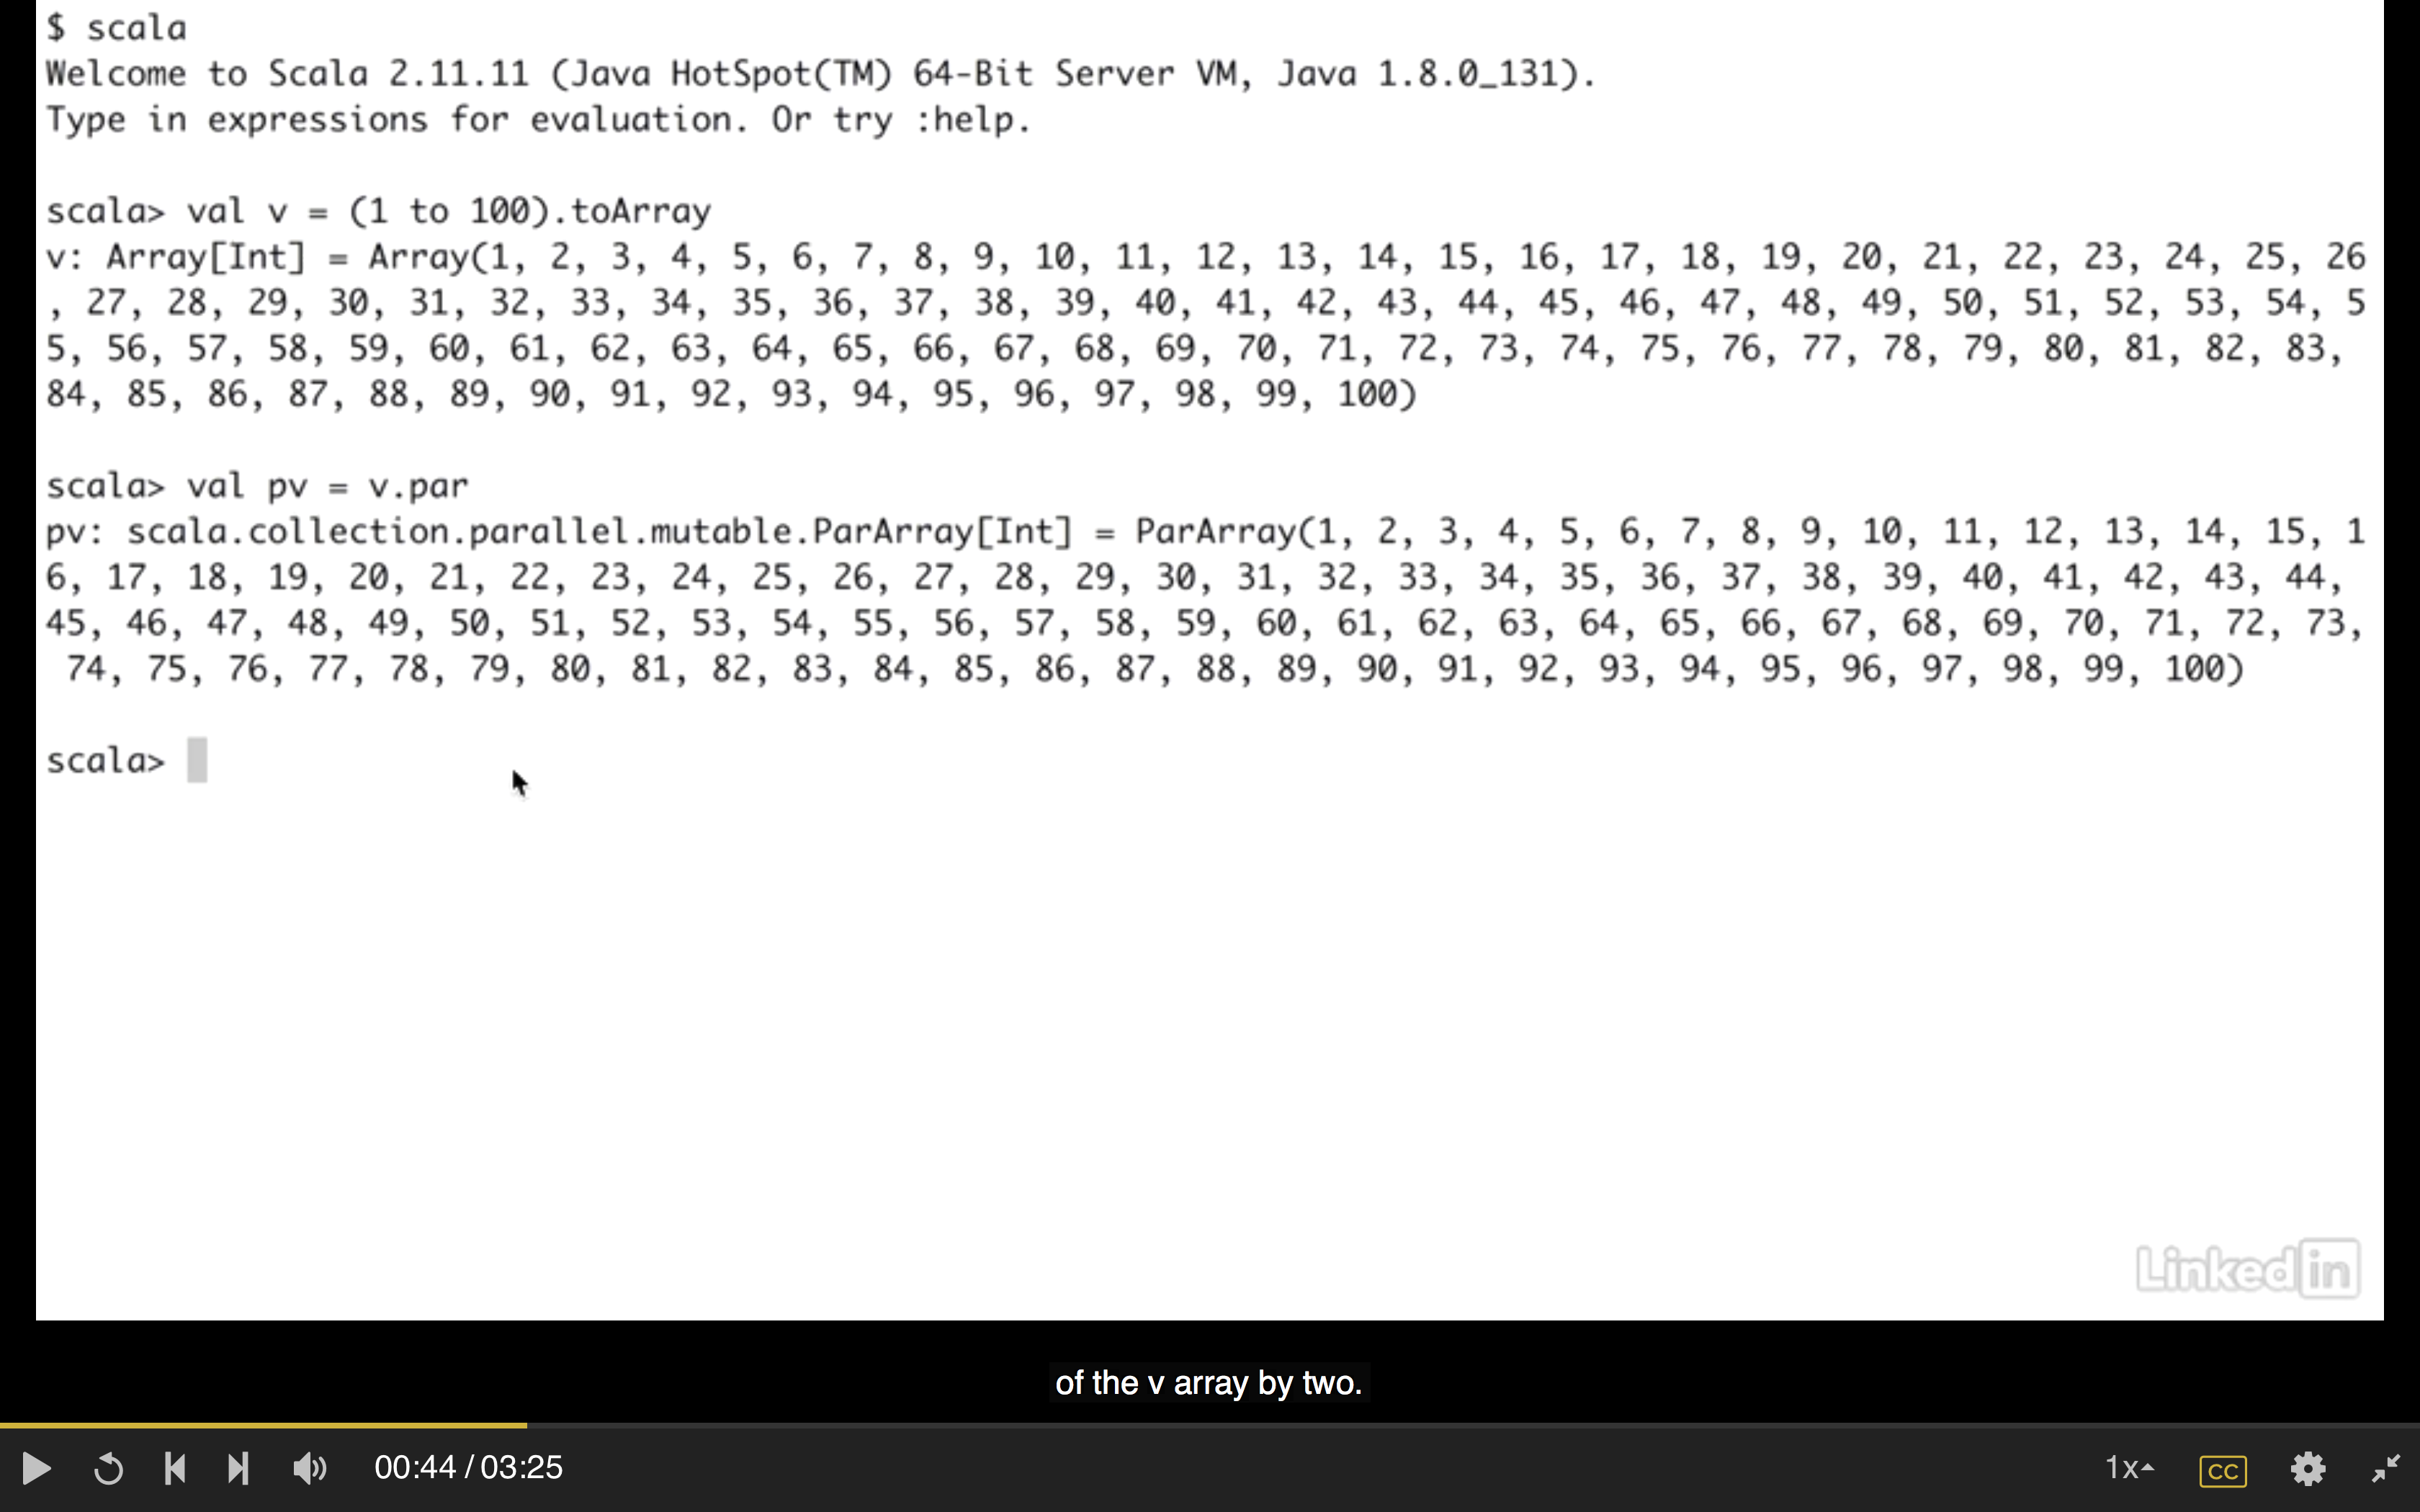 $ scala
Welcome to Scala 2.11.11 (Java HotSpot(TM) 64-Bit Server VM, Java 1.8.0_131).
Type in expressions for evaluation. Or try :help.
scala> val v = (1 to 100).toArray
v: Array[Int] = Array(1, 2, 3, 4, 5, 6, 7, 8, 9, 10, 11, 12, 13, 14, 15, 16, 17, 18, 19, 20, 21, 22, 23, 24, 25, 26
, 27, 28, 29, 30, 31, 32, 33, 34, 35, 36, 37, 38, 39, 40, 41, 42, 43, 44, 45, 46, 47, 48, 49, 50, 51, 52, 53, 54, 5
5, 56, 57, 58, 59, 60, 61, 62, 63, 64, 65, 66, 67, 68, 69, 70, 71, 72, 73, 74, 75, 76, 77, 78, 79, 80, 81, 82, 83,
84, 85, 86, 87, 88, 89, 90, 91, 92, 93, 94, 95, 96, 97, 98, 99, 100)
scala> val pv = v.par
pv: scala.collection.parallel.mutable.ParArray[Int] = ParArray(1, 2, 3, 4, 5, 6, 7, 8, 9, 10, 11, 12, 13, 14, 15, 1
6, 17, 18, 19, 20, 21, 22, 23, 24, 25, 26, 27, 28, 29, 30, 31, 32, 33, 34, 35, 36, 37, 38, 39, 40, 41, 42, 43, 44,
45, 46, 47, 48, 49, 50, 51, 52, 53, 54, 55, 56, 57, 58, 59, 60, 61, 62, 63, 64, 65, 66, 67, 68, 69, 70, 71, 72, 73,
74, 75, 76, 77, 78, 79, 80, 81, 82, 83, 84, 85, 86, 87, 88, 89, 90, 91, 92, 93, 94, 95, 96, 97, 98, 99, 100)
scala>
Linked in
of the v array by two.
00:44 / 03:25
1x
CC